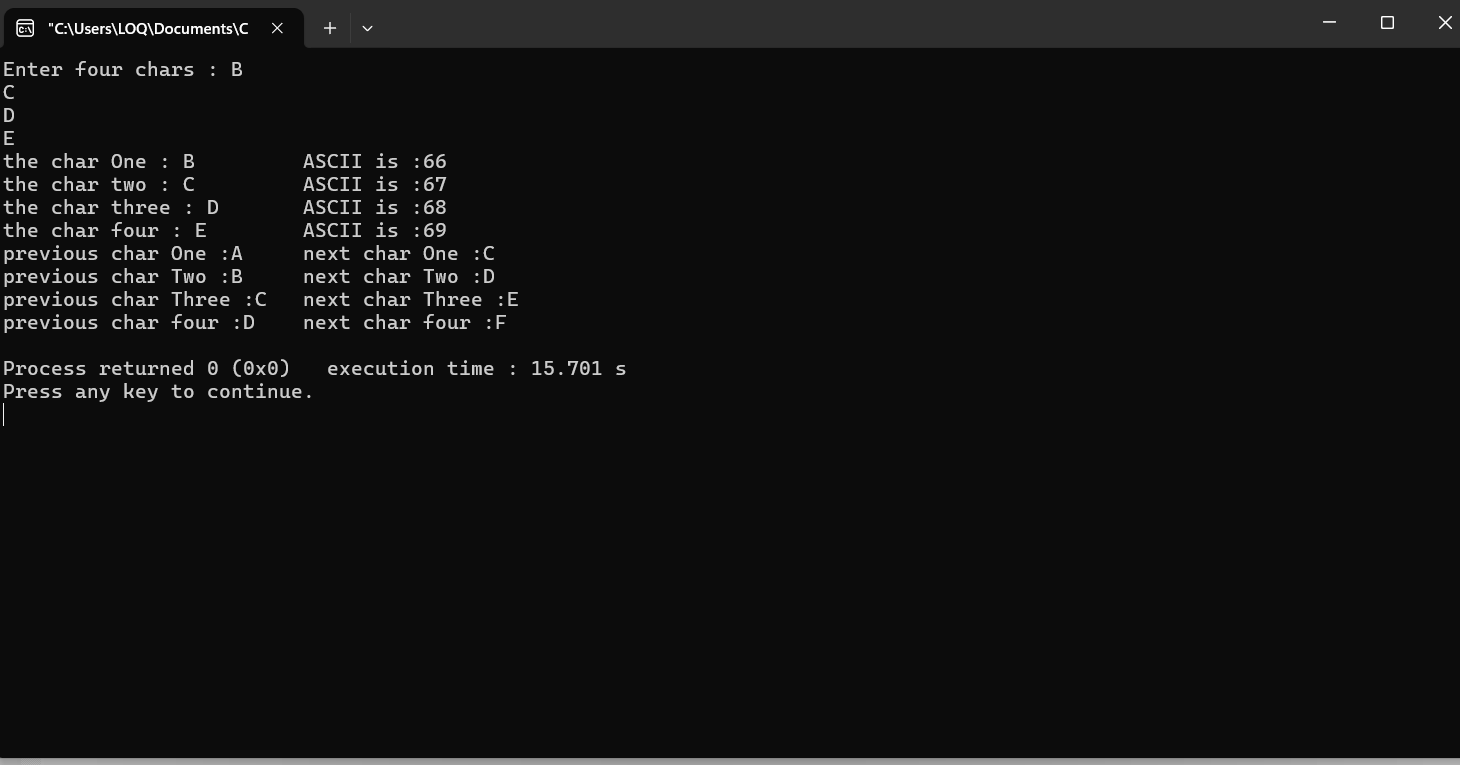 "C:\Users\LOQ\Documents\C
Enter four chars : B
C
D
E
the char One : B         ASCII is :66
the char two : C         ASCII is :67
the char three : D       ASCII is :68
the char four : E        ASCII is :69
previous char One :A     next char One :C
previous char Two :B     next char Two :D
previous char Three :C   next char Three :E
previous char four :D    next char four :F
Process returned 0 (0x0)   execution time : 15.701 s
Press any key to continue.